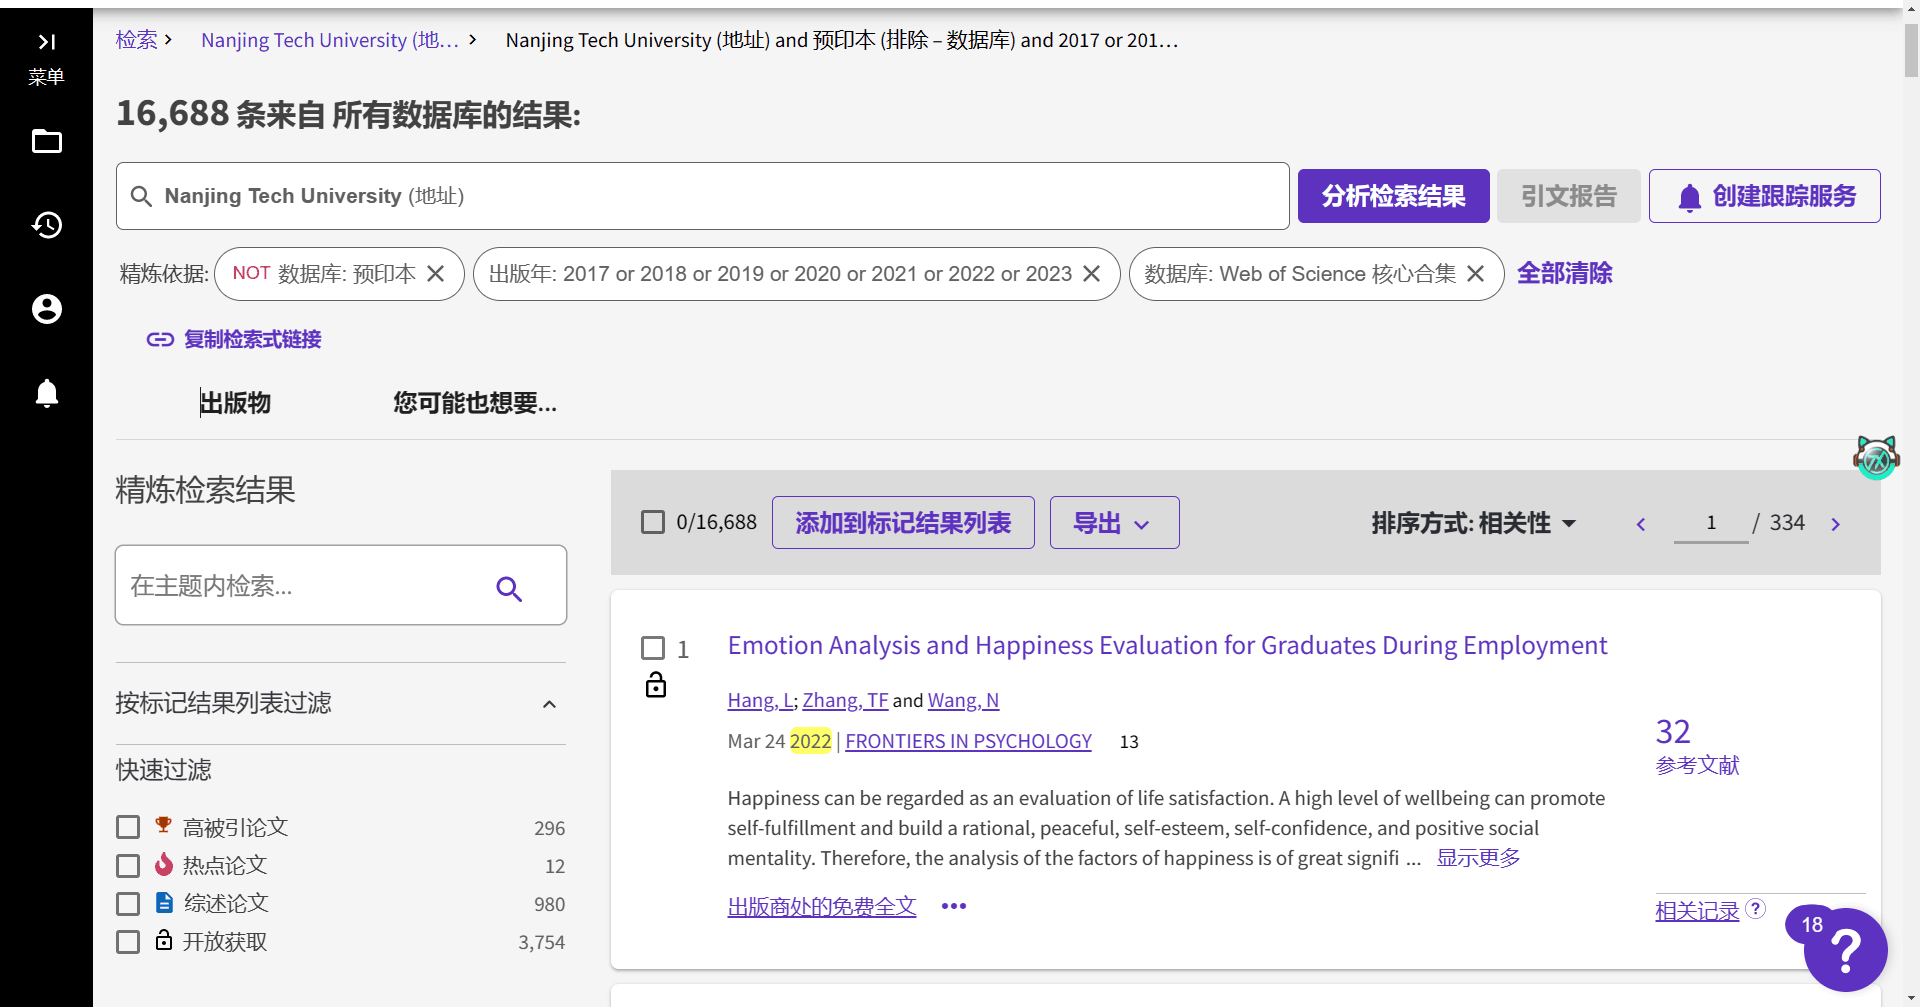 检索 › Nanjing Tech University (地… › Nanjing Tech University (地址) and 预印本 (排除 – 数据库) and 2017 or 201…
菜单
16,688 条来自 所有数据库的结果:
Nanjing Tech University (地址)
分析检索结果
引文报告
创建跟踪服务
精炼依据:
NOT 数据库: 预印本
出版年: 2017 or 2018 or 2019 or 2020 or 2021 or 2022 or 2023
数据库: Web of Science 核心合集
全部清除
复制检索式链接
出版物
您可能也想要...
精炼检索结果
在主题内检索...
按标记结果列表过滤
快速过滤
高被引论文 296
热点论文 12
综述论文 980
开放获取 3,754
0/16,688
添加到标记结果列表
导出
排序方式: 相关性
1 / 334
1
Emotion Analysis and Happiness Evaluation for Graduates During Employment
Hang, L; Zhang, TF and Wang, N
Mar 24 2022 | FRONTIERS IN PSYCHOLOGY 13
Happiness can be regarded as an evaluation of life satisfaction. A high level of wellbeing can promote
self-fulfillment and build a rational, peaceful, self-esteem, self-confidence, and positive social
mentality. Therefore, the analysis of the factors of happiness is of great signifi ... 显示更多
出版商处的免费全文 •••
32
参考文献
相关记录 ?
18
?